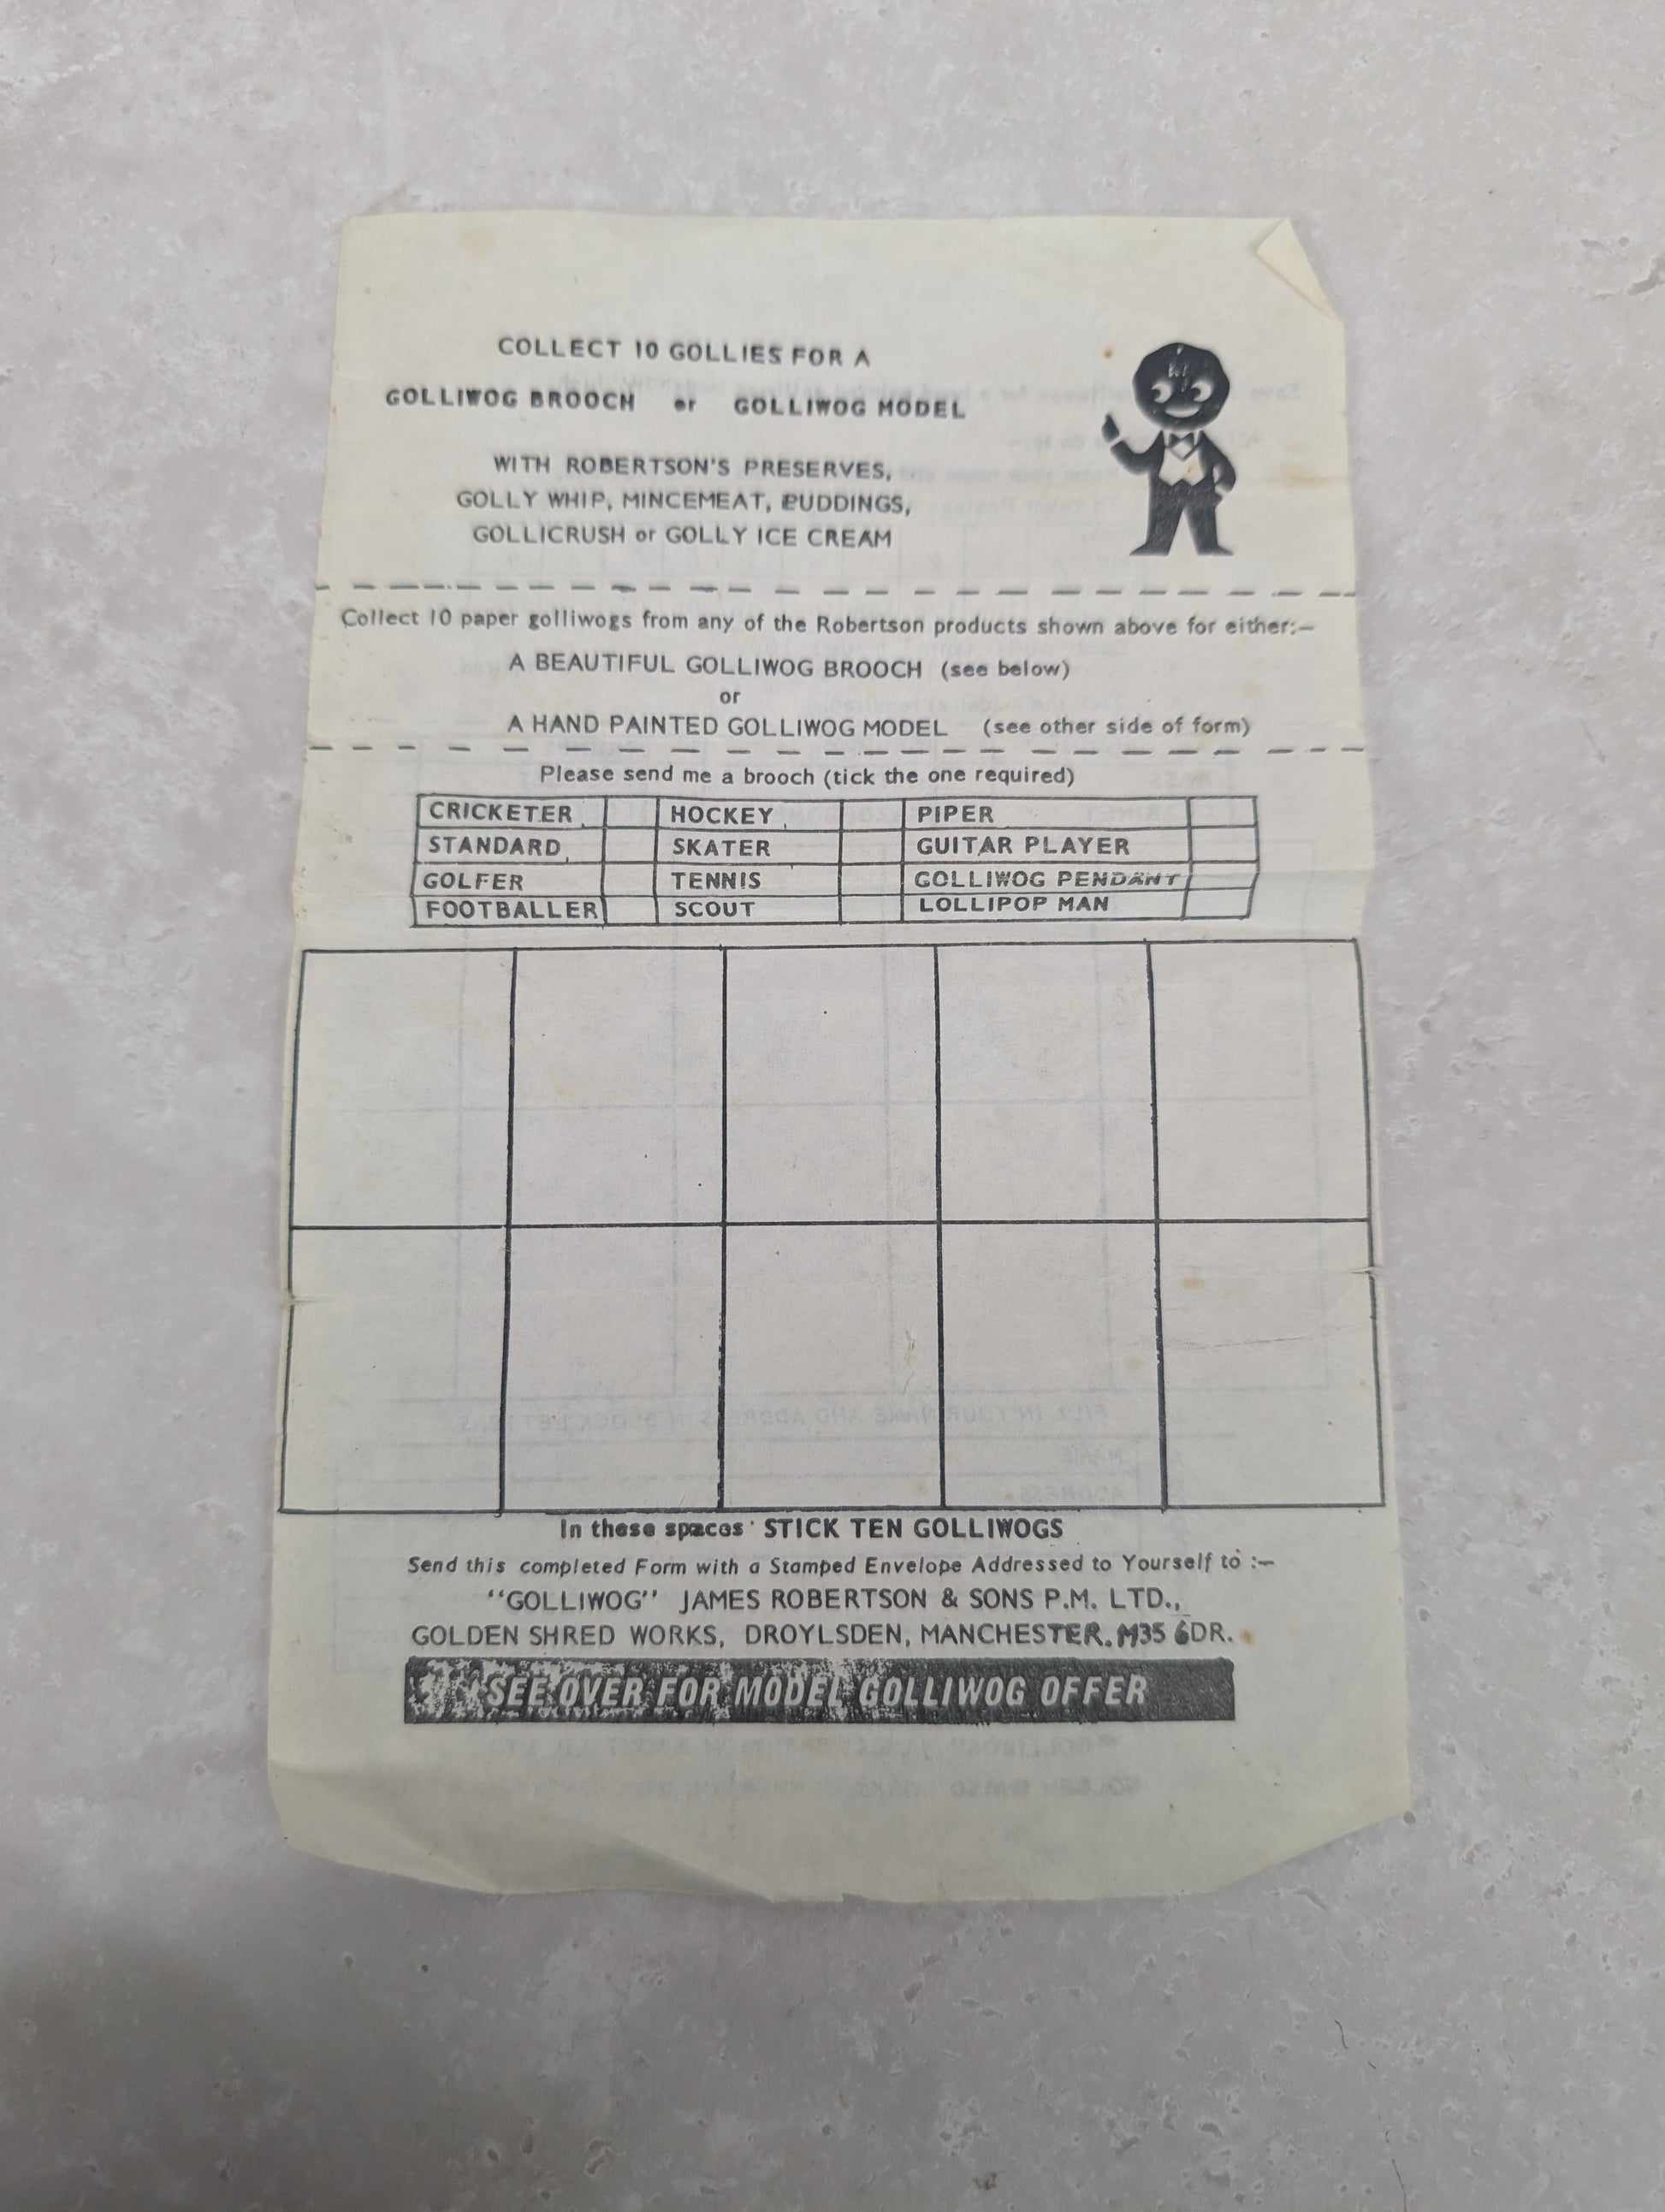 COLLECT 10 GOLLIES FOR A
GOLLIWOG BROOCH or GOLLIWOG MODEL
WITH ROBERTSON'S PRESERVES,
GOLLY WHIP, MINCEMEAT, PUDDINGS,
GOLLICRUSH or GOLLY ICE CREAM
Collect 10 paper golliwogs from any of the Robertson products shown above for either:—
A BEAUTIFUL GOLLIWOG BROOCH (see below)
or
A HAND PAINTED GOLLIWOG MODEL (see other side of form)
Please send me a brooch (tick the one required)
CRICKETER HOCKEY PIPER
STANDARD SKATER GUITAR PLAYER
GOLFER TENNIS GOLLIWOG PENDANT
FOOTBALLER SCOUT LOLLIPOP MAN
In these spaces STICK TEN GOLLIWOGS
Send this completed Form with a Stamped Envelope Addressed to Yourself to :—
"GOLLIWOG" JAMES ROBERTSON & SONS P.M. LTD.,
GOLDEN SHRED WORKS, DROYLSDEN, MANCHESTER. M35 6DR.
SEE OVER FOR MODEL GOLLIWOG OFFER